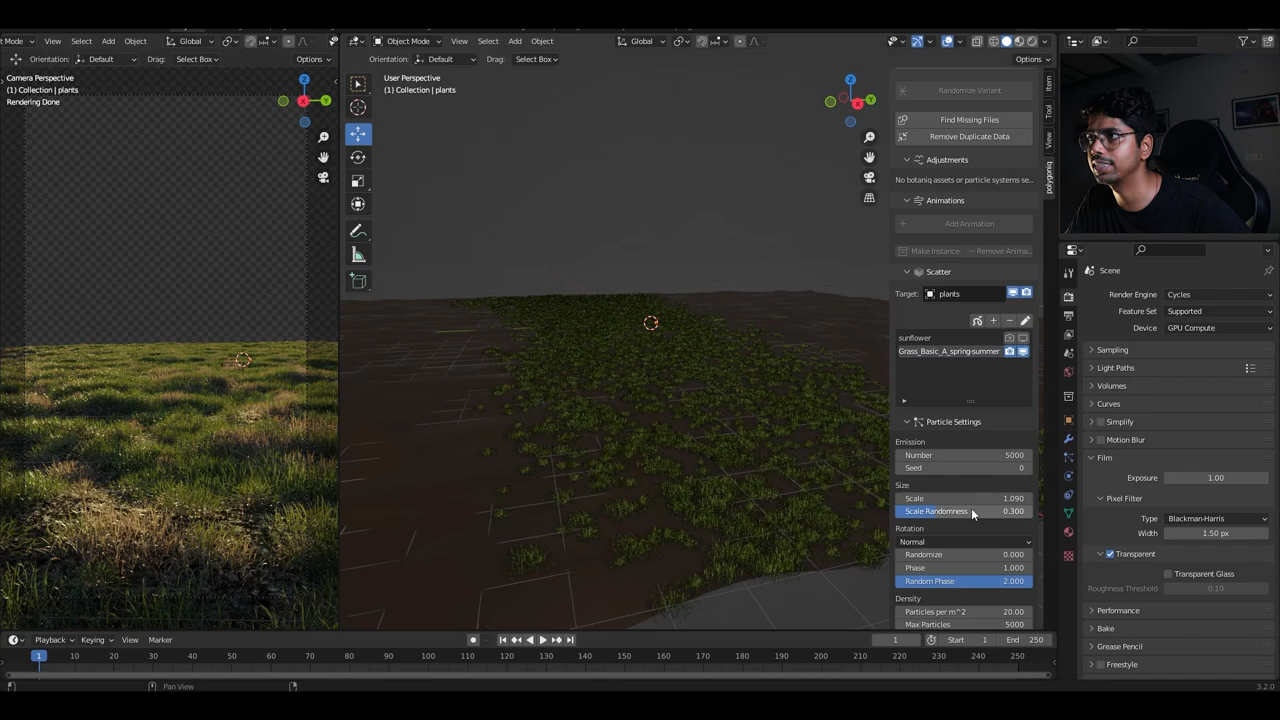 t Mode View Select Add Object Global
Orientation: Default Drag: Select Box Options
Camera Perspective
(1) Collection | plants
Rendering Done
Object Mode View Select Add Object Global
Orientation: Default Drag: Select Box Options
User Perspective
(1) Collection | plants
Z
X
Y
Z
X
Y
Randomize Variant
Find Missing Files
Remove Duplicate Data
Adjustments
No botaniq assets or particle systems se...
Animations
Add Animation
Make Instance
Remove Anima...
Scatter
Target: plants
sunflower
Grass_Basic_A_spring-summer
Particle Settings
Emission
Number 5000
Seed 0
Size
Scale 1.090
Scale Randomness 0.300
Rotation
Normal
Randomize 0.000
Phase 1.000
Random Phase 2.000
Density
Particles per m^2 20.00
Max Particles 5000
Item
Tool
View
polygoniq
Scene
Render Engine Cycles
Feature Set Supported
Device GPU Compute
Sampling
Light Paths
Volumes
Curves
Simplify
Motion Blur
Film
Exposure 1.00
Pixel Filter
Type Blackman-Harris
Width 1.50 px
Transparent
Transparent Glass
Roughness Threshold 0.10
Performance
Bake
Grease Pencil
Freestyle
Playback Keying View Marker
1 Start 1 End 250
1 10 20 30 40 50 60 70 80 90 100 110 120 130 140 150 160 170 180 190 200 210 220 230 240 250
Pan View
3.2.0